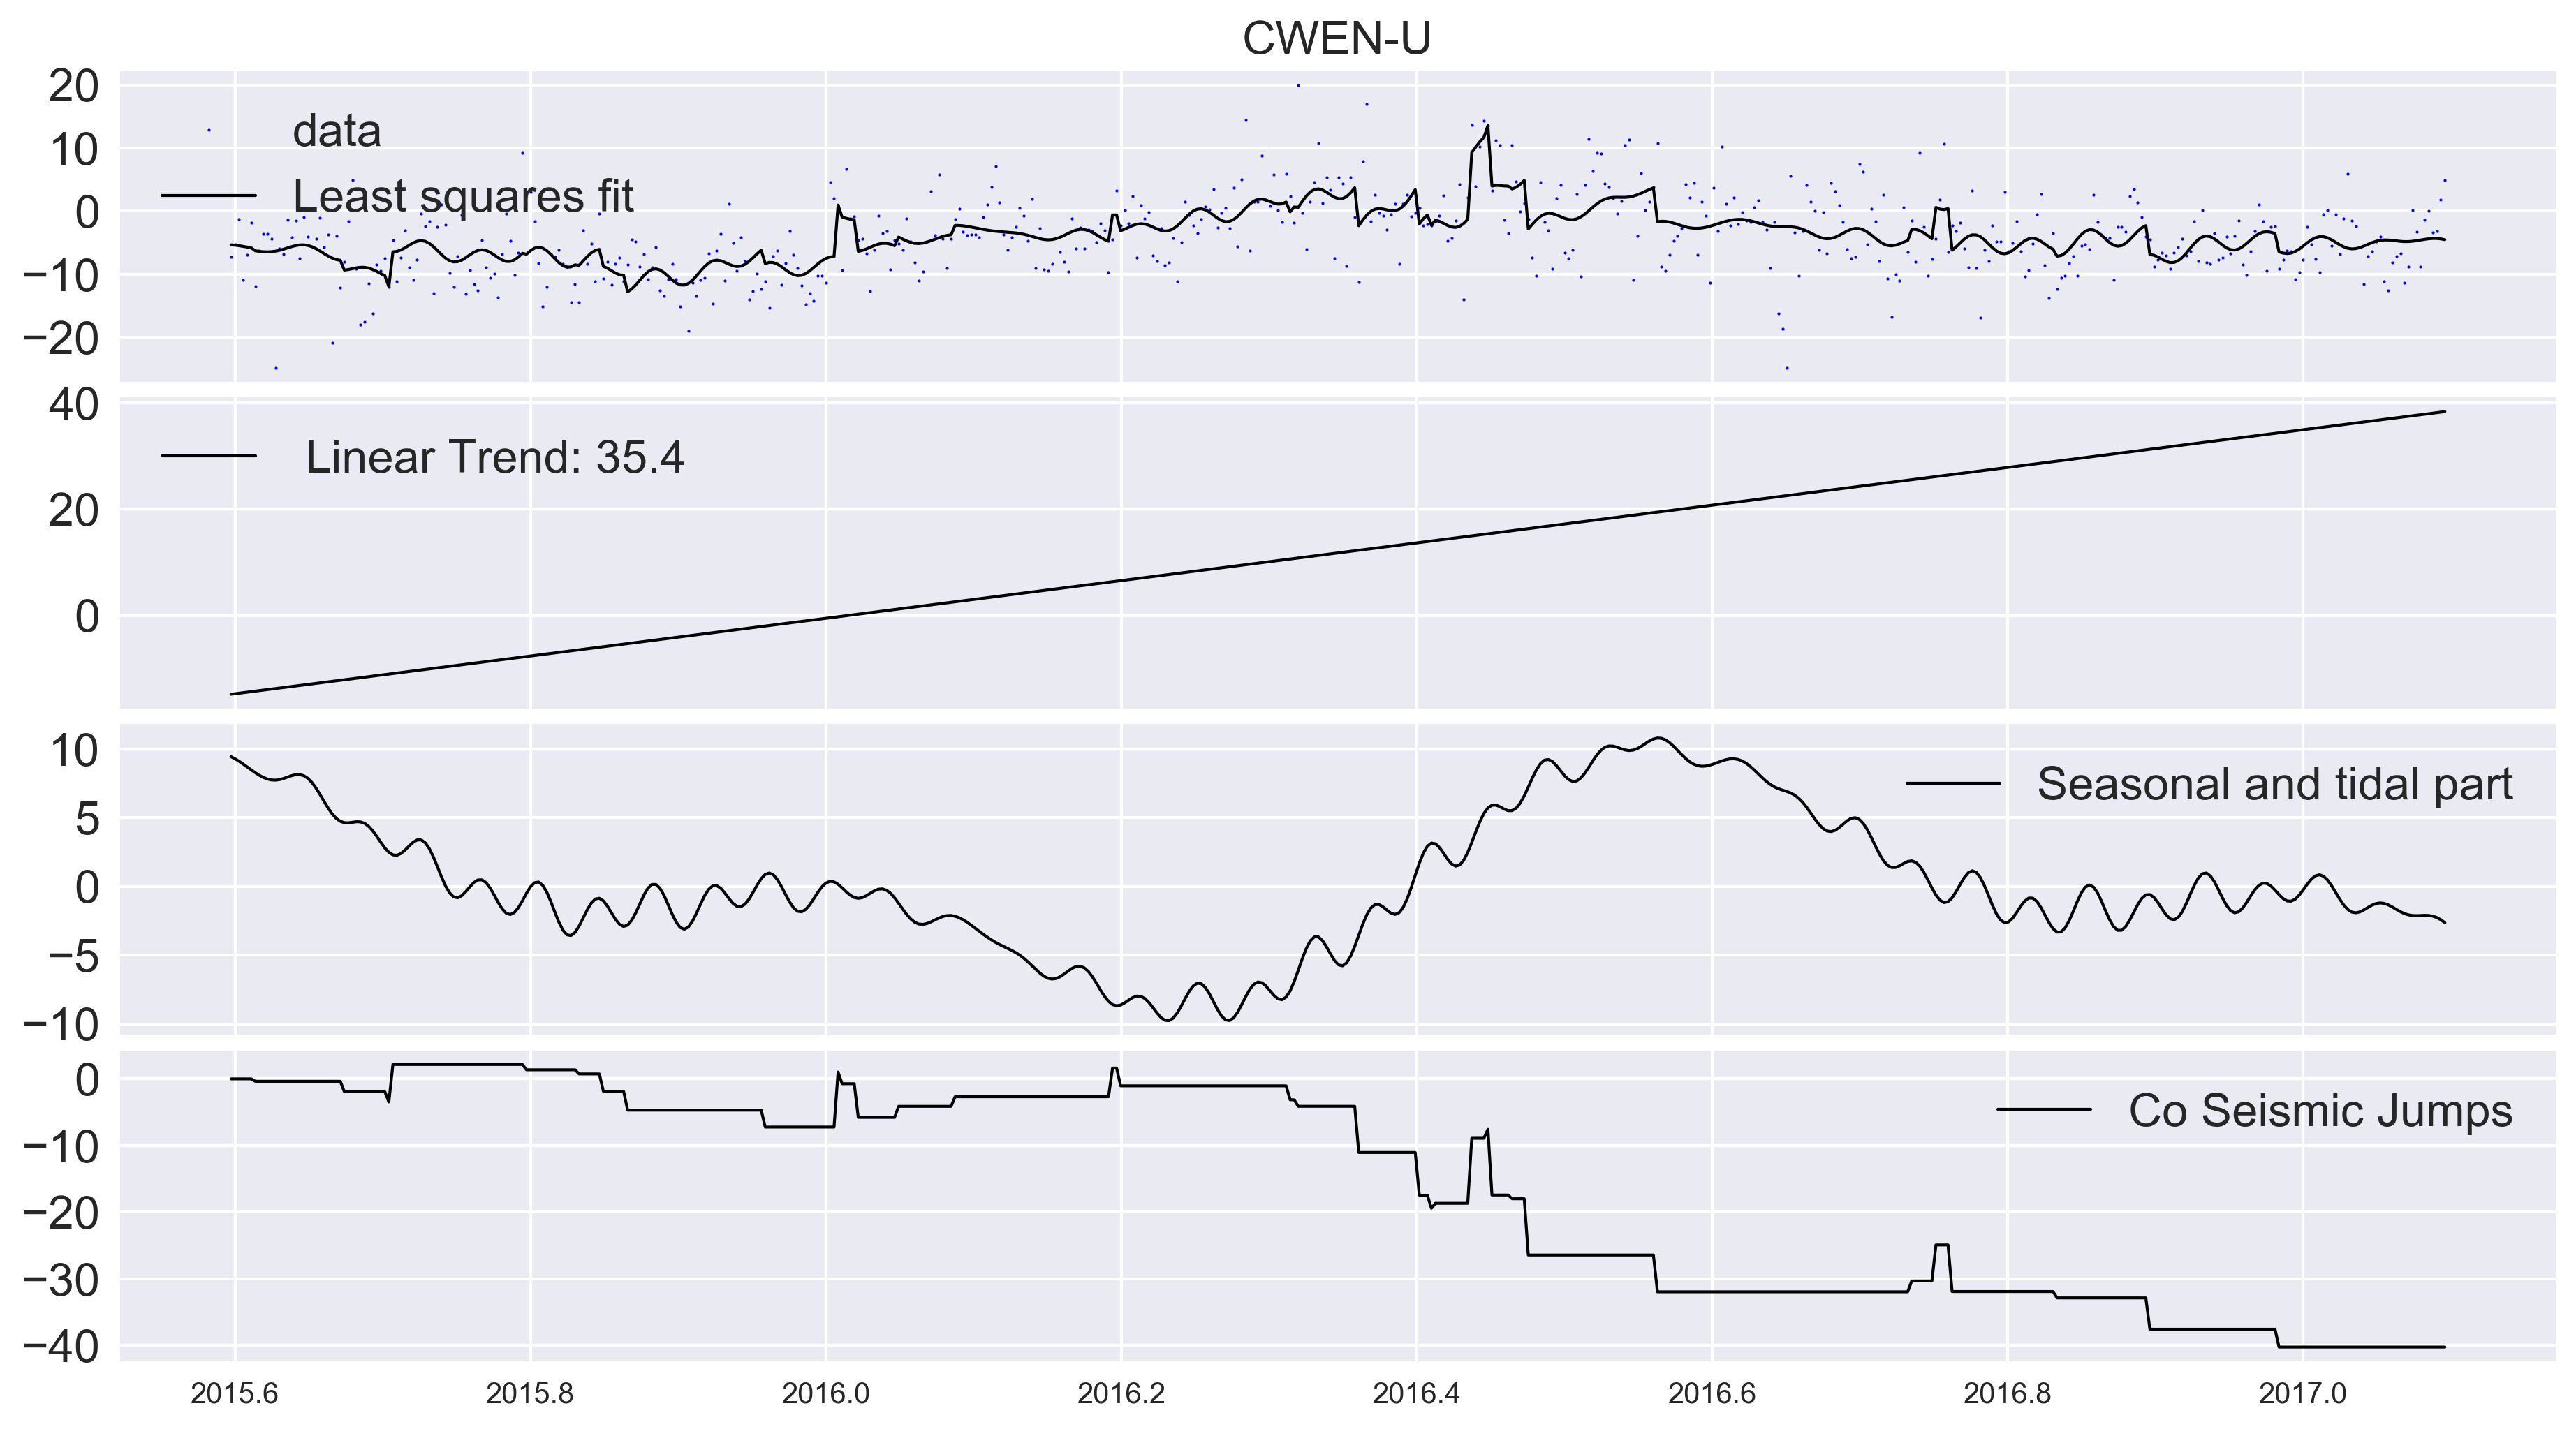 CWEN-U
20
10
0
−10
−20
data
Least squares fit
40
20
0
Linear Trend: 35.4
10
5
0
−5
−10
Seasonal and tidal part
0
−10
−20
−30
−40
Co Seismic Jumps
2015.6 2015.8 2016.0 2016.2 2016.4 2016.6 2016.8 2017.0